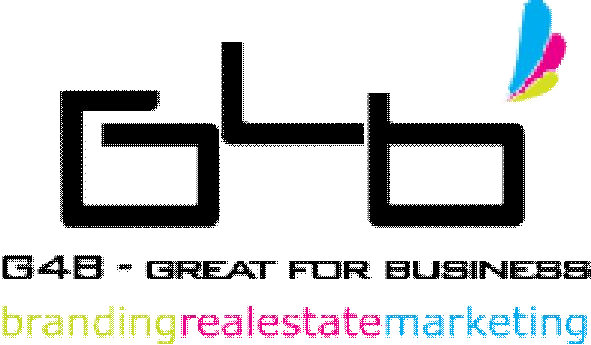 G4b
G4B - GREAT FOR BUSINESS
brandingrealestatemarketing